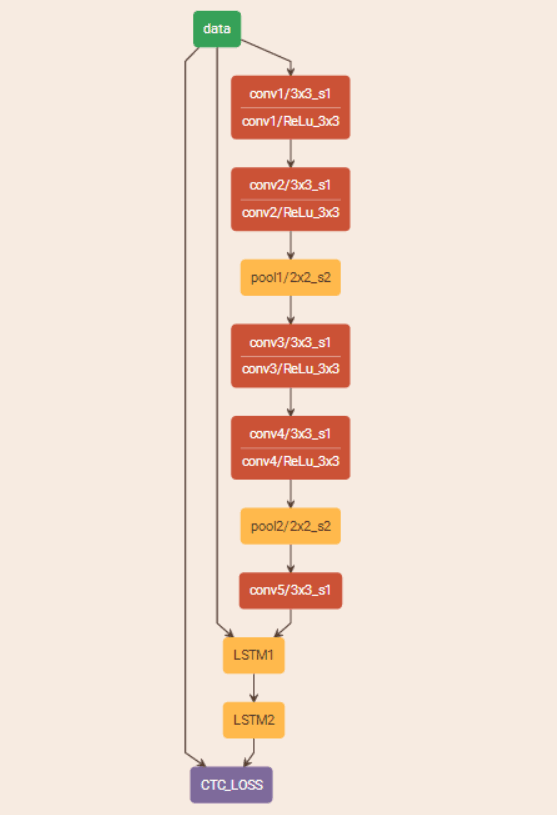 data
conv1/3x3_s1
conv1/ReLu_3x3
conv2/3x3_s1
conv2/ReLu_3x3
pool1/2x2_s2
conv3/3x3_s1
conv3/ReLu_3x3
conv4/3x3_s1
conv4/ReLu_3x3
pool2/2x2_s2
conv5/3x3_s1
LSTM1
LSTM2
CTC_LOSS